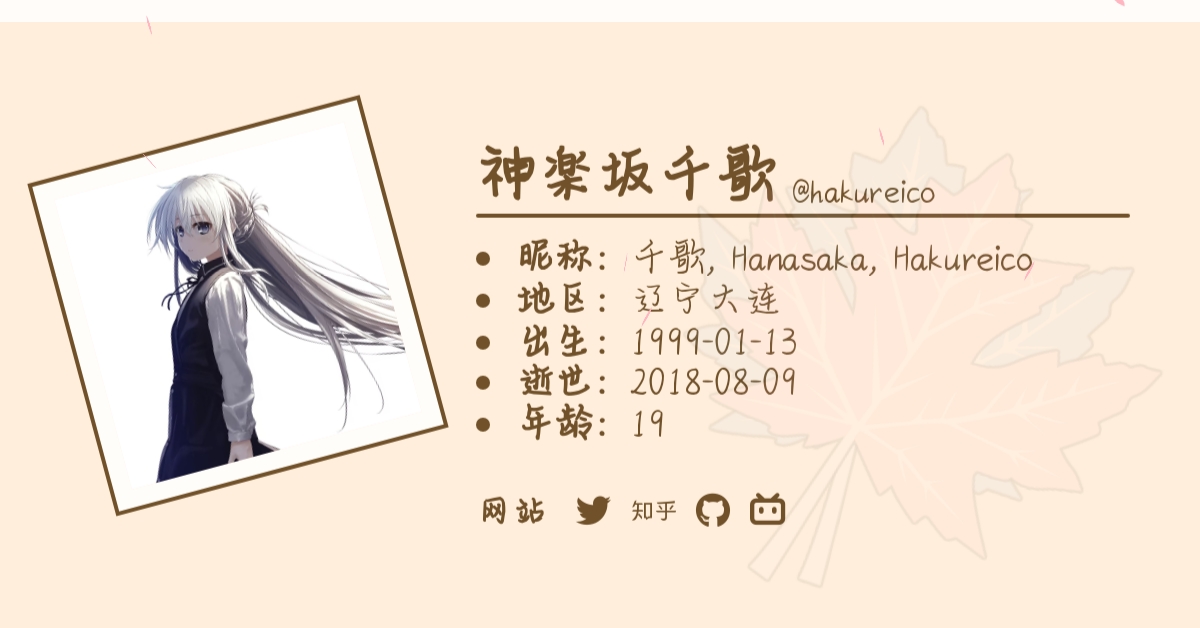 神楽坂千歌 @hakureico
昵称： 千歌, Hanasaka, Hakureico
地区： 辽宁大连
出生： 1999-01-13
逝世： 2018-08-09
年龄： 19
网站 知乎